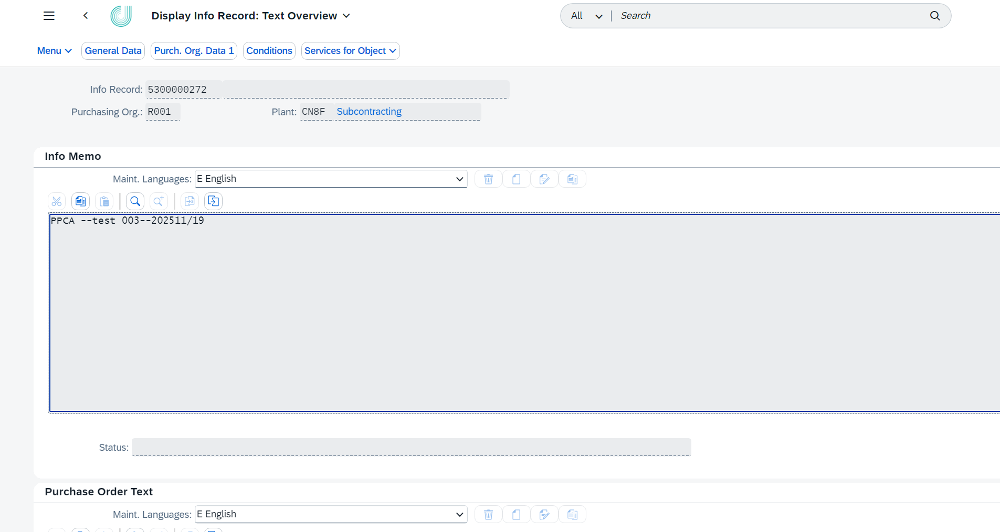 Display Info Record: Text Overview
All Search
Menu General Data Purch. Org. Data 1 Conditions Services for Object
Info Record: 5300000272
Purchasing Org.: R001 Plant: CN8F Subcontracting
Info Memo
Maint. Languages: E English
PPCA --test 003--202511/19
Status:
Purchase Order Text
Maint. Languages: E English